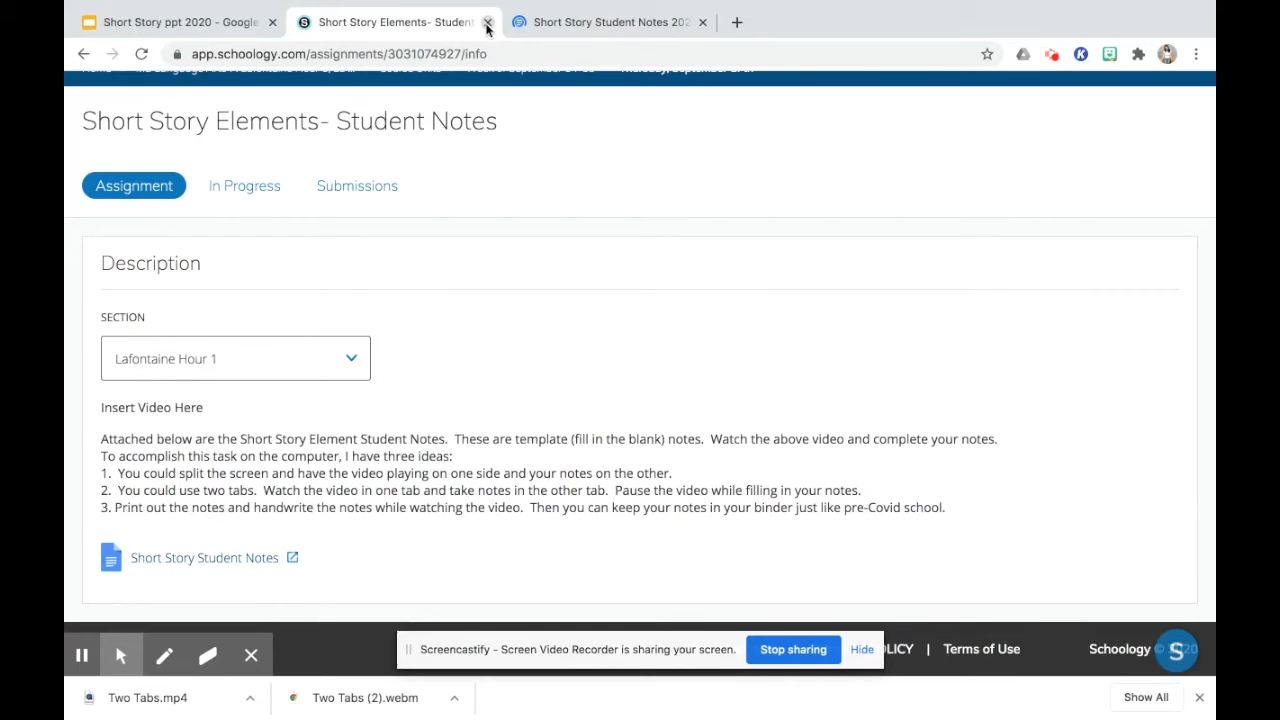 Short Story ppt 2020 - Google
Short Story Elements- Student
Short Story Student Notes 202
app.schoology.com/assignments/3031074927/info
Short Story Elements- Student Notes
Assignment
In Progress
Submissions
Description
SECTION
Lafontaine Hour 1
Insert Video Here
Attached below are the Short Story Element Student Notes.  These are template (fill in the blank) notes.  Watch the above video and complete your notes.
To accomplish this task on the computer, I have three ideas:
1.  You could split the screen and have the video playing on one side and your notes on the other.
2.  You could use two tabs.  Watch the video in one tab and take notes in the other tab.  Pause the video while filling in your notes.
3. Print out the notes and handwrite the notes while watching the video.  Then you can keep your notes in your binder just like pre-Covid school.
Short Story Student Notes
Screencastify - Screen Video Recorder is sharing your screen.
Stop sharing
Hide
OLICY | Terms of Use
Schoology ©
S
Two Tabs.mp4
Two Tabs (2).webm
Show All